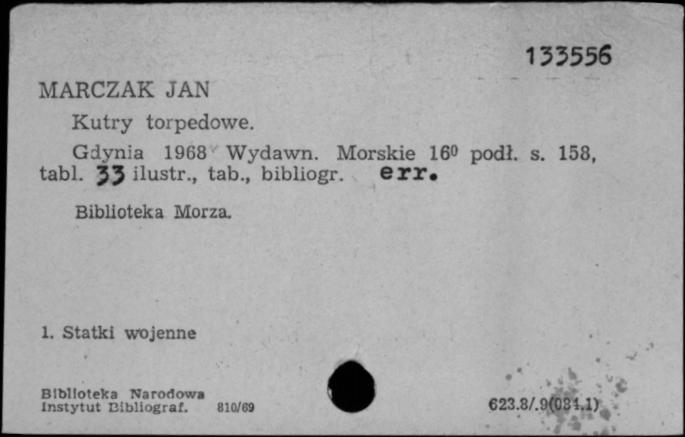 133556
MARCZAK JAN
Kutry torpedowe.
Gdynia 1968 Wydawn. Morskie 16⁰ podł. s. 158,
tabl. 33 ilustr., tab., bibliogr. err.
Biblioteka Morza.
1. Statki wojenne
Biblioteka Narodowa
Instytut Bibliograf. 810/69
623.8/.9(084.1)